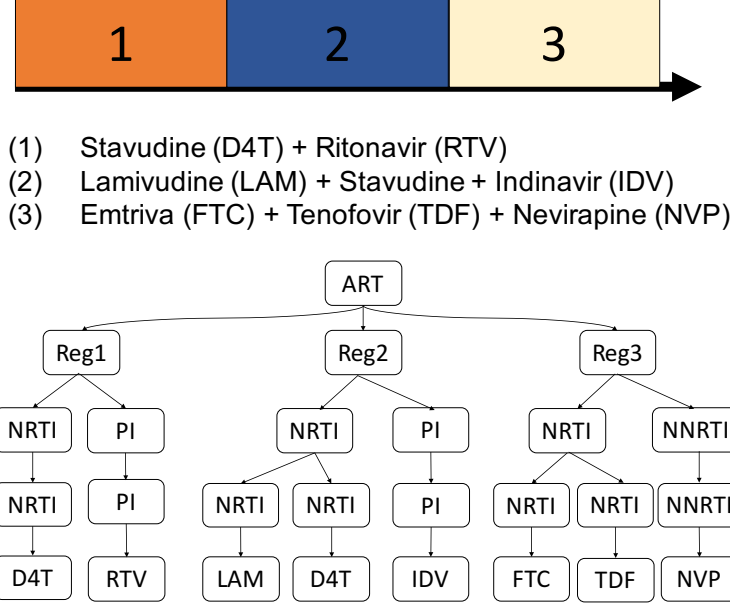 1 2 3
(1) Stavudine (D4T) + Ritonavir (RTV)
(2) Lamivudine (LAM) + Stavudine + Indinavir (IDV)
(3) Emtriva (FTC) + Tenofovir (TDF) + Nevirapine (NVP)
ART
Reg1 Reg2 Reg3
NRTI PI NRTI PI NRTI NNRTI
NRTI PI NRTI NRTI PI NRTI NRTI NNRTI
D4T RTV LAM D4T IDV FTC TDF NVP